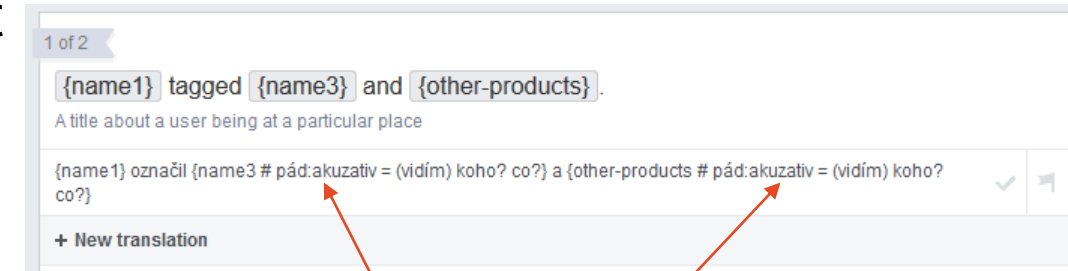 1 of 2
{name1} tagged {name3} and {other-products}.
A title about a user being at a particular place
{name1} označil {name3 # pád:akuzativ = (vidím) koho? co?} a {other-products # pád:akuzativ = (vidím) koho?
co?}
+ New translation